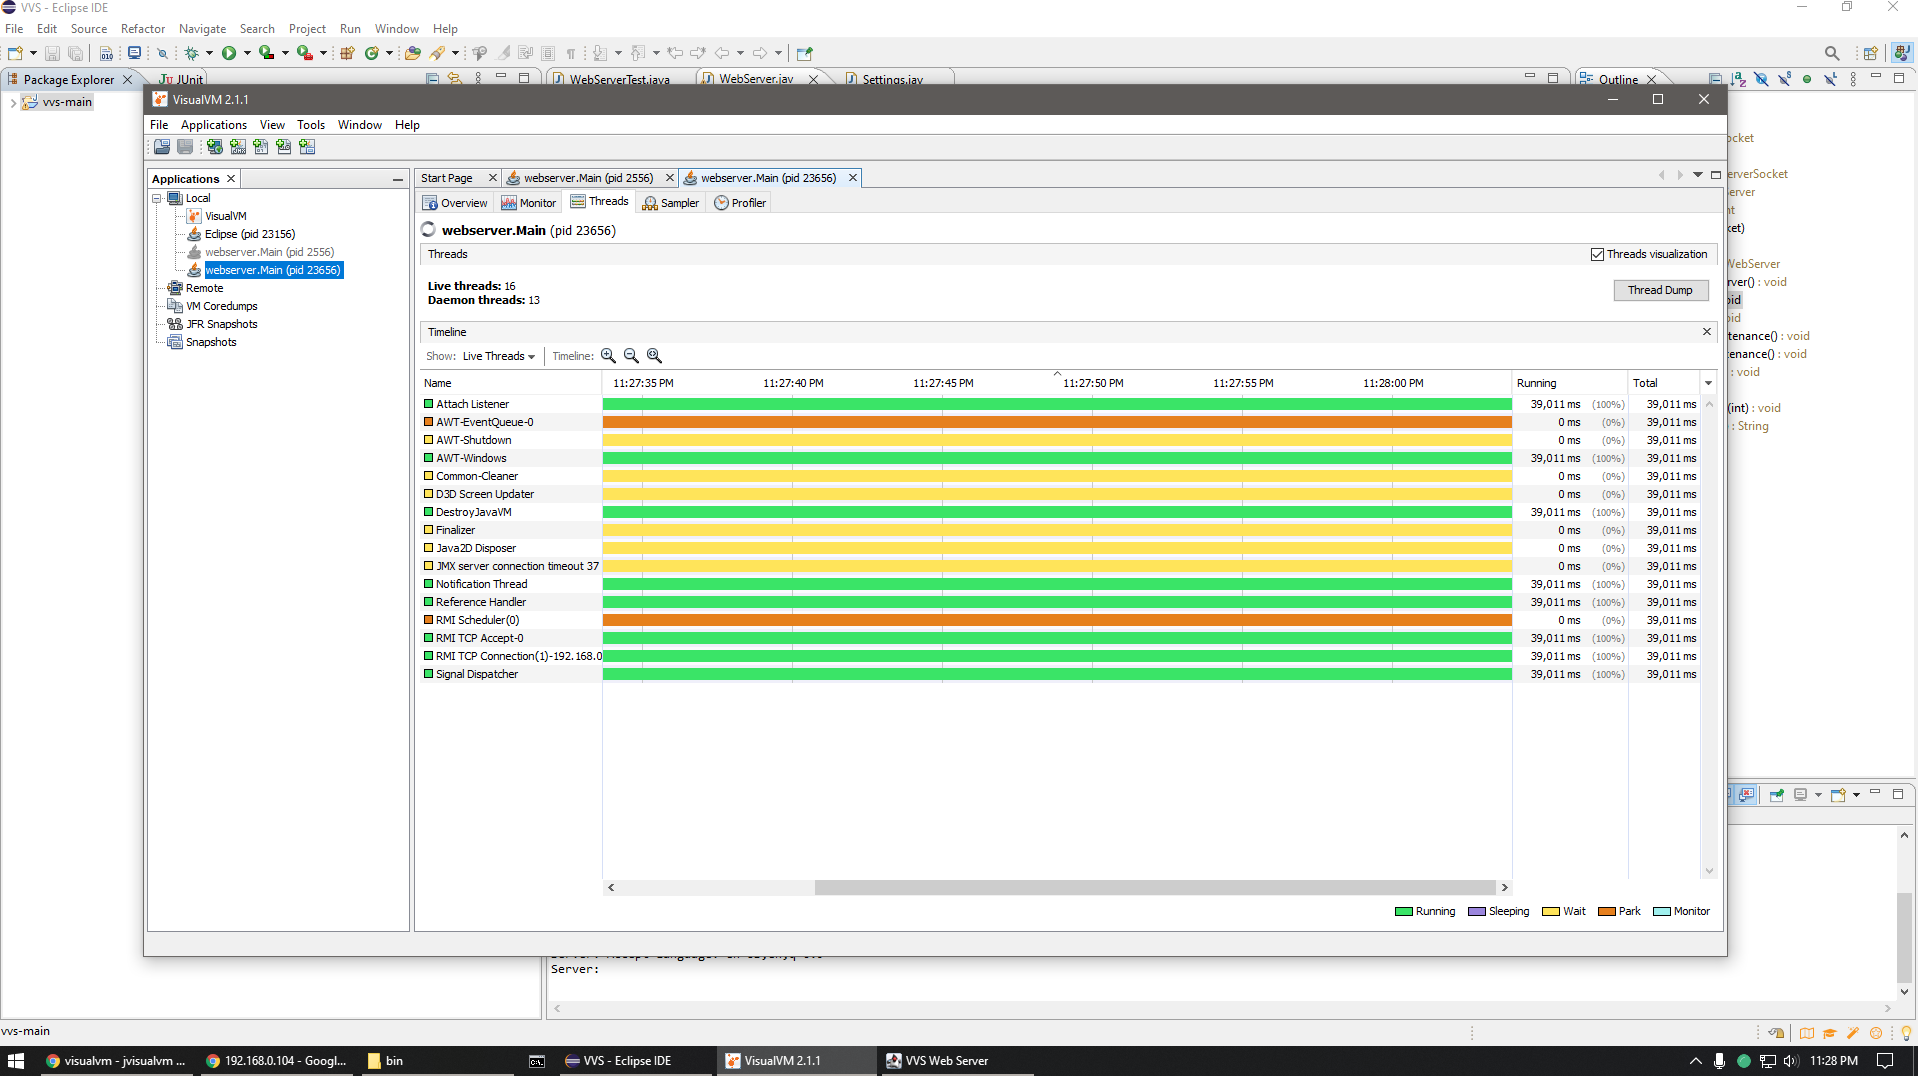 VVS - Eclipse IDE
File Edit Source Refactor Navigate Search Project Run Window Help
Package Explorer JUnit WebServerTest.java WebServer.jav Settings.jav Outline
vvs-main
VisualVM 2.1.1
File Applications View Tools Window Help
Applications
Local
VisualVM
Eclipse (pid 23156)
webserver.Main (pid 2556)
webserver.Main (pid 23656)
Remote
VM Coredumps
JFR Snapshots
Snapshots
Start Page webserver.Main (pid 2556) webserver.Main (pid 23656)
Overview Monitor Threads Sampler Profiler
webserver.Main (pid 23656)
Threads Threads visualization
Live threads: 16
Daemon threads: 13
Thread Dump
Timeline
Show: Live Threads Timeline:
Name 11:27:35 PM 11:27:40 PM 11:27:45 PM 11:27:50 PM 11:27:55 PM 11:28:00 PM Running Total
Attach Listener 39,011 ms (100%) 39,011 ms
AWT-EventQueue-0 0 ms (0%) 39,011 ms
AWT-Shutdown 0 ms (0%) 39,011 ms
AWT-Windows 39,011 ms (100%) 39,011 ms
Common-Cleaner 0 ms (0%) 39,011 ms
D3D Screen Updater 0 ms (0%) 39,011 ms
DestroyJavaVM 39,011 ms (100%) 39,011 ms
Finalizer 0 ms (0%) 39,011 ms
Java2D Disposer 0 ms (0%) 39,011 ms
JMX server connection timeout 37 0 ms (0%) 39,011 ms
Notification Thread 39,011 ms (100%) 39,011 ms
Reference Handler 39,011 ms (100%) 39,011 ms
RMI Scheduler(0) 0 ms (0%) 39,011 ms
RMI TCP Accept-0 39,011 ms (100%) 39,011 ms
RMI TCP Connection(1)-192.168.0 39,011 ms (100%) 39,011 ms
Signal Dispatcher 39,011 ms (100%) 39,011 ms
Running Sleeping Wait Park Monitor
ocket
erverSocket
erver
nt
ket)
WebServer
rver() : void
oid
oid
tenance() : void
enance() : void
: void
(int) : void
: String
Server:
vvs-main
visualvm - jvisualvm ... 192.168.0.104 - Googl... bin VVS - Eclipse IDE VisualVM 2.1.1 VVS Web Server 11:28 PM